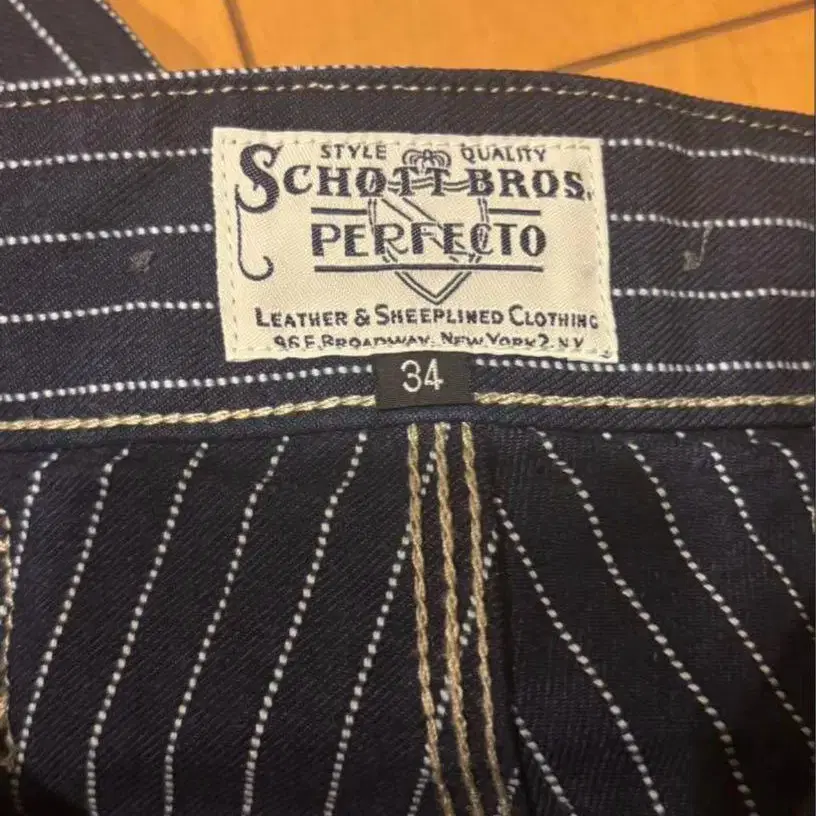 STYLE QUALITY
SCHOTT BROS.
PERFECTO
LEATHER & SHEEPLINED CLOTHING
96 E. BROADWAY. NEW YORK 2. N.Y
34